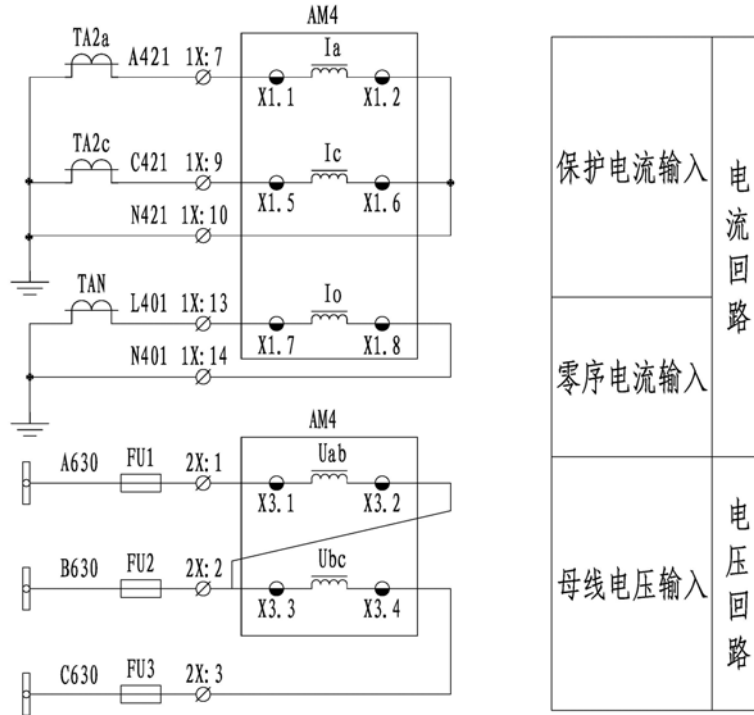 AM4
TA2a A421 1X:7 Ia
X1.1 X1.2
TA2c C421 1X:9 Ic
X1.5 X1.6
N421 1X:10
TAN L401 1X:13 Io
X1.7 X1.8
N401 1X:14
AM4
A630 FU1 2X:1 Uab
X3.1 X3.2
B630 FU2 2X:2 Ubc
X3.3 X3.4
C630 FU3 2X:3
保护电流输入
零序电流输入
电流回路
母线电压输入
电压回路